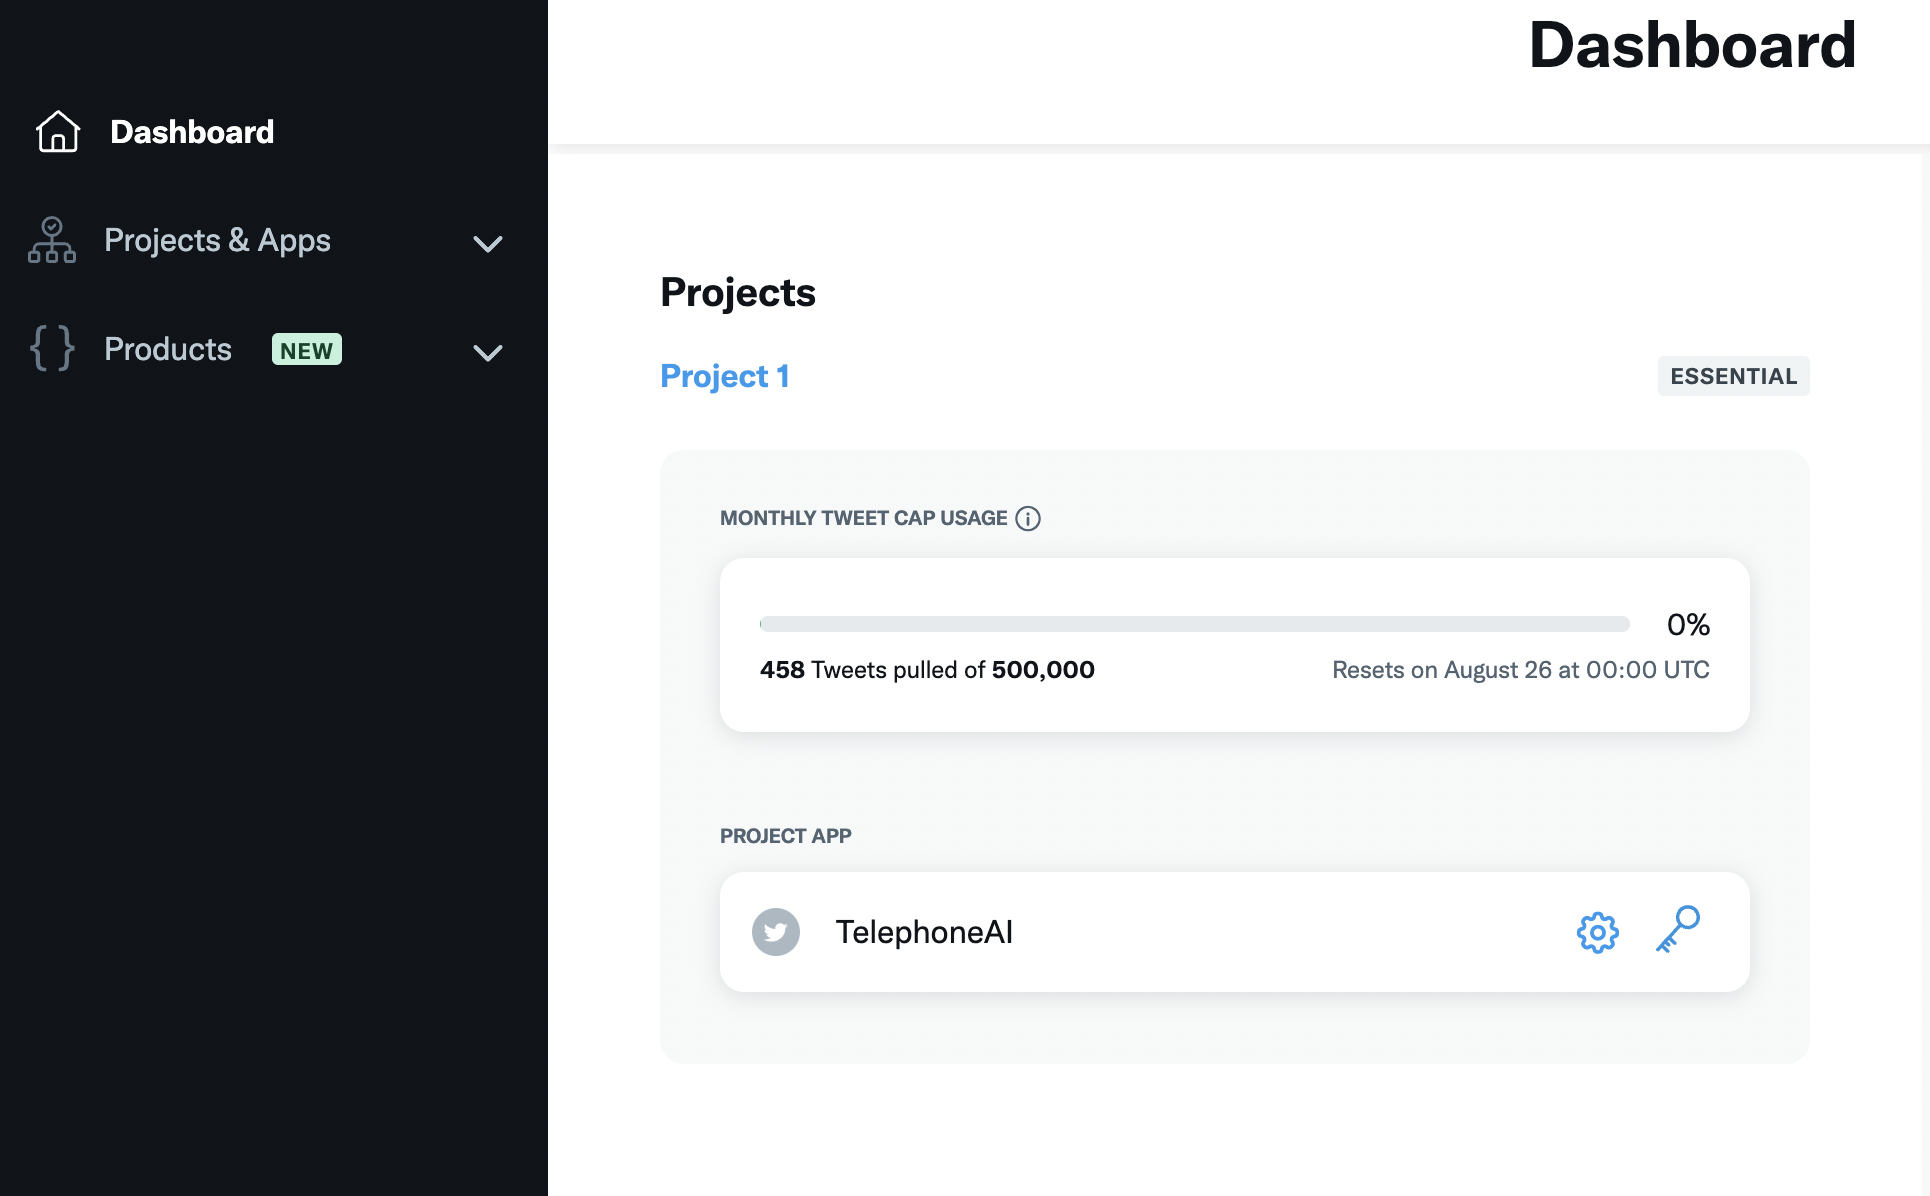 Dashboard
Dashboard
Projects & Apps
Products NEW
Projects
Project 1 ESSENTIAL
MONTHLY TWEET CAP USAGE
0%
458 Tweets pulled of 500,000 Resets on August 26 at 00:00 UTC
PROJECT APP
TelephoneAI